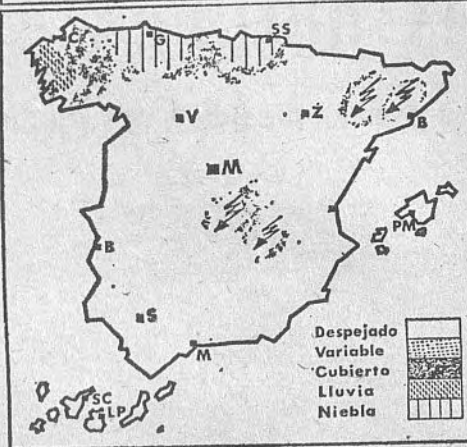 C G SS
V Z B
M
PM
B
S
M
SC
LP
Despejado
Variable
Cubierto
Lluvia
Niebla